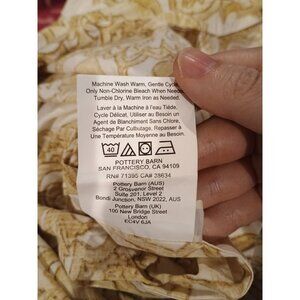 Machine Wash Warm, Gentle Cycle
Only Non-Chlorine Bleach When Needed
Tumble Dry, Warm Iron as Needed.
Laver à la Machine à l'eau Tiède.
Cycle Délicat, Utiliser au Besoin un
Agent de Blanchiment Sans Chlore,
Séchage Par Culbutage. Repasser à
Une Température Moyenne au Besoin.
40
POTTERY BARN
SAN FRANCISCO, CA 94109
RN# 71395 CA# 38634
Pottery Barn (AUS)
2 Grosvenor Street
Suite 201, Level 2
Bondi Junction, NSW 2022, AUS
Pottery Barn (UK)
100 New Bridge Street
London
EC4V 6JA